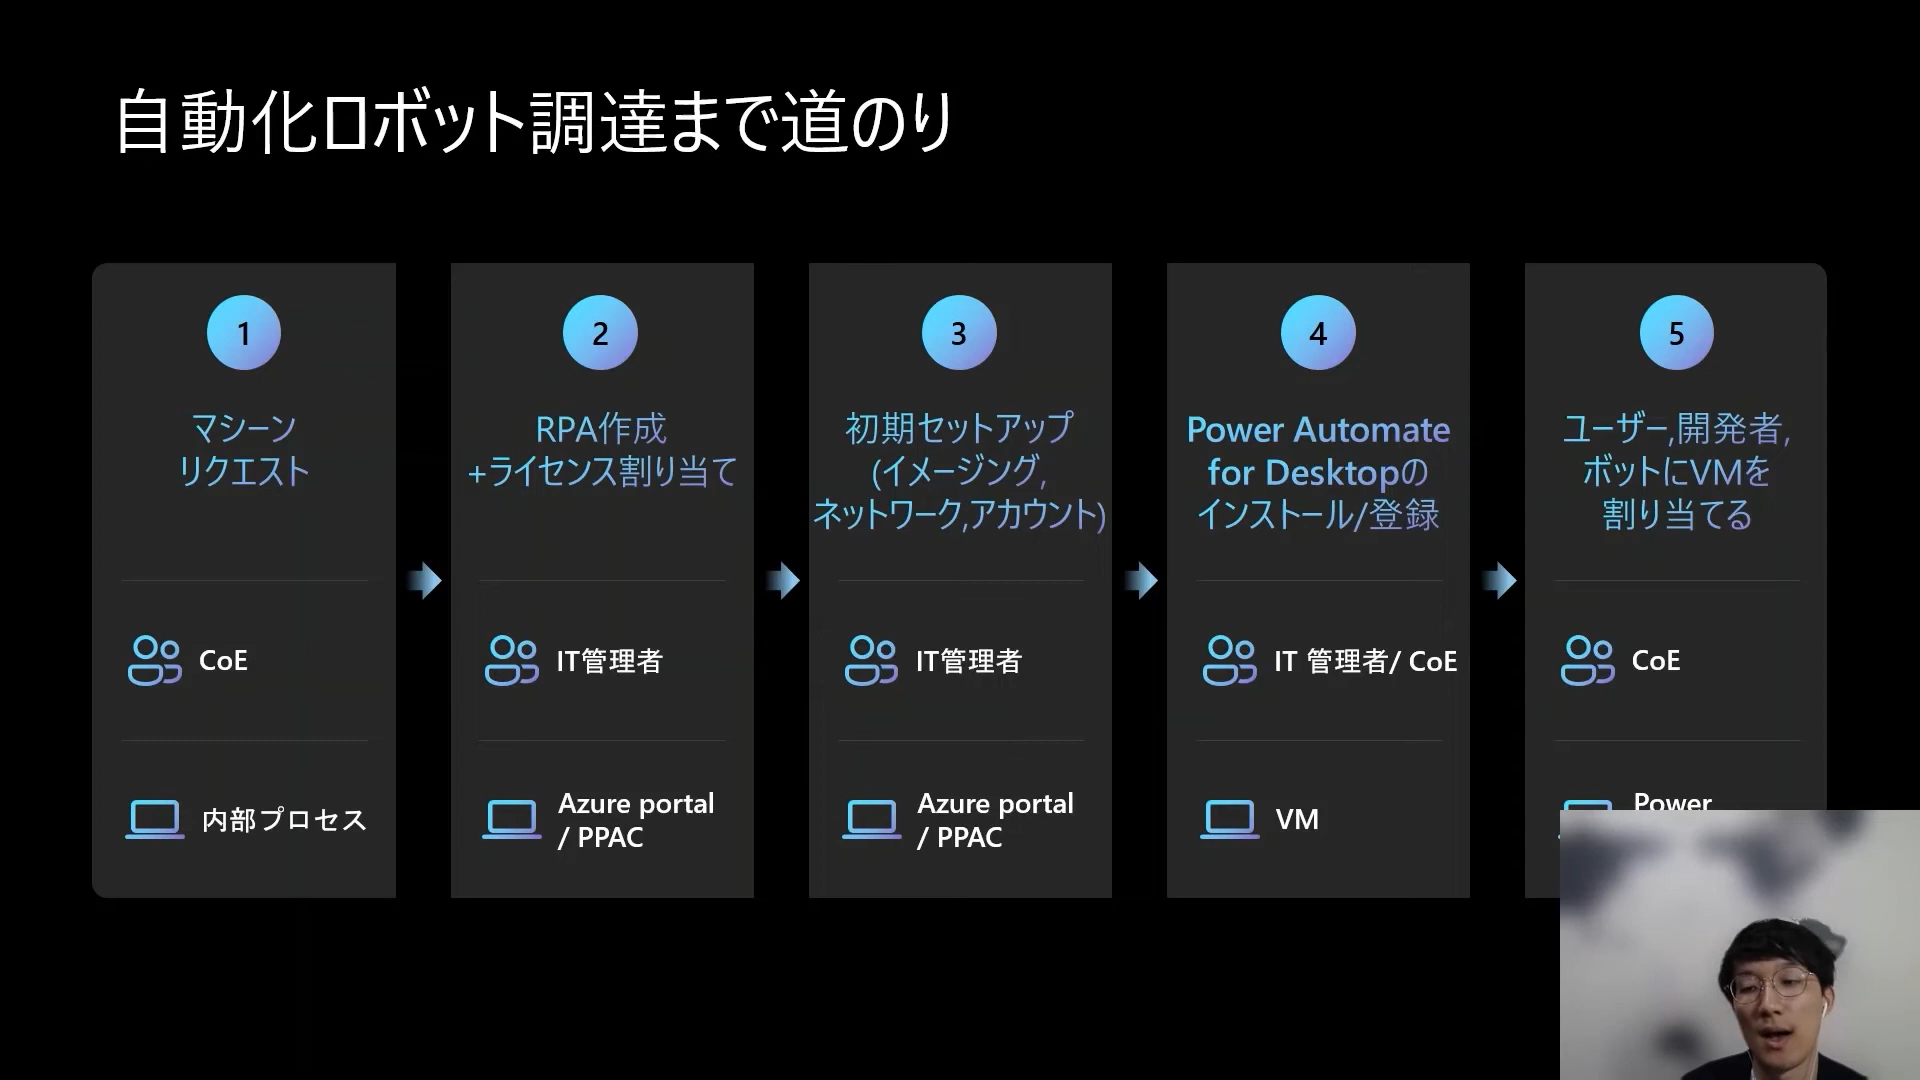 自動化ロボット調達まで道のり
1
マシーン
リクエスト
CoE
内部プロセス
2
RPA作成
+ライセンス割り当て
IT管理者
Azure portal
/ PPAC
3
初期セットアップ
(イメージング,
ネットワーク,アカウント)
IT管理者
Azure portal
/ PPAC
4
Power Automate
for Desktopの
インストール/登録
IT 管理者/ CoE
VM
5
ユーザー,開発者,
ボットにVMを
割り当てる
CoE
Power